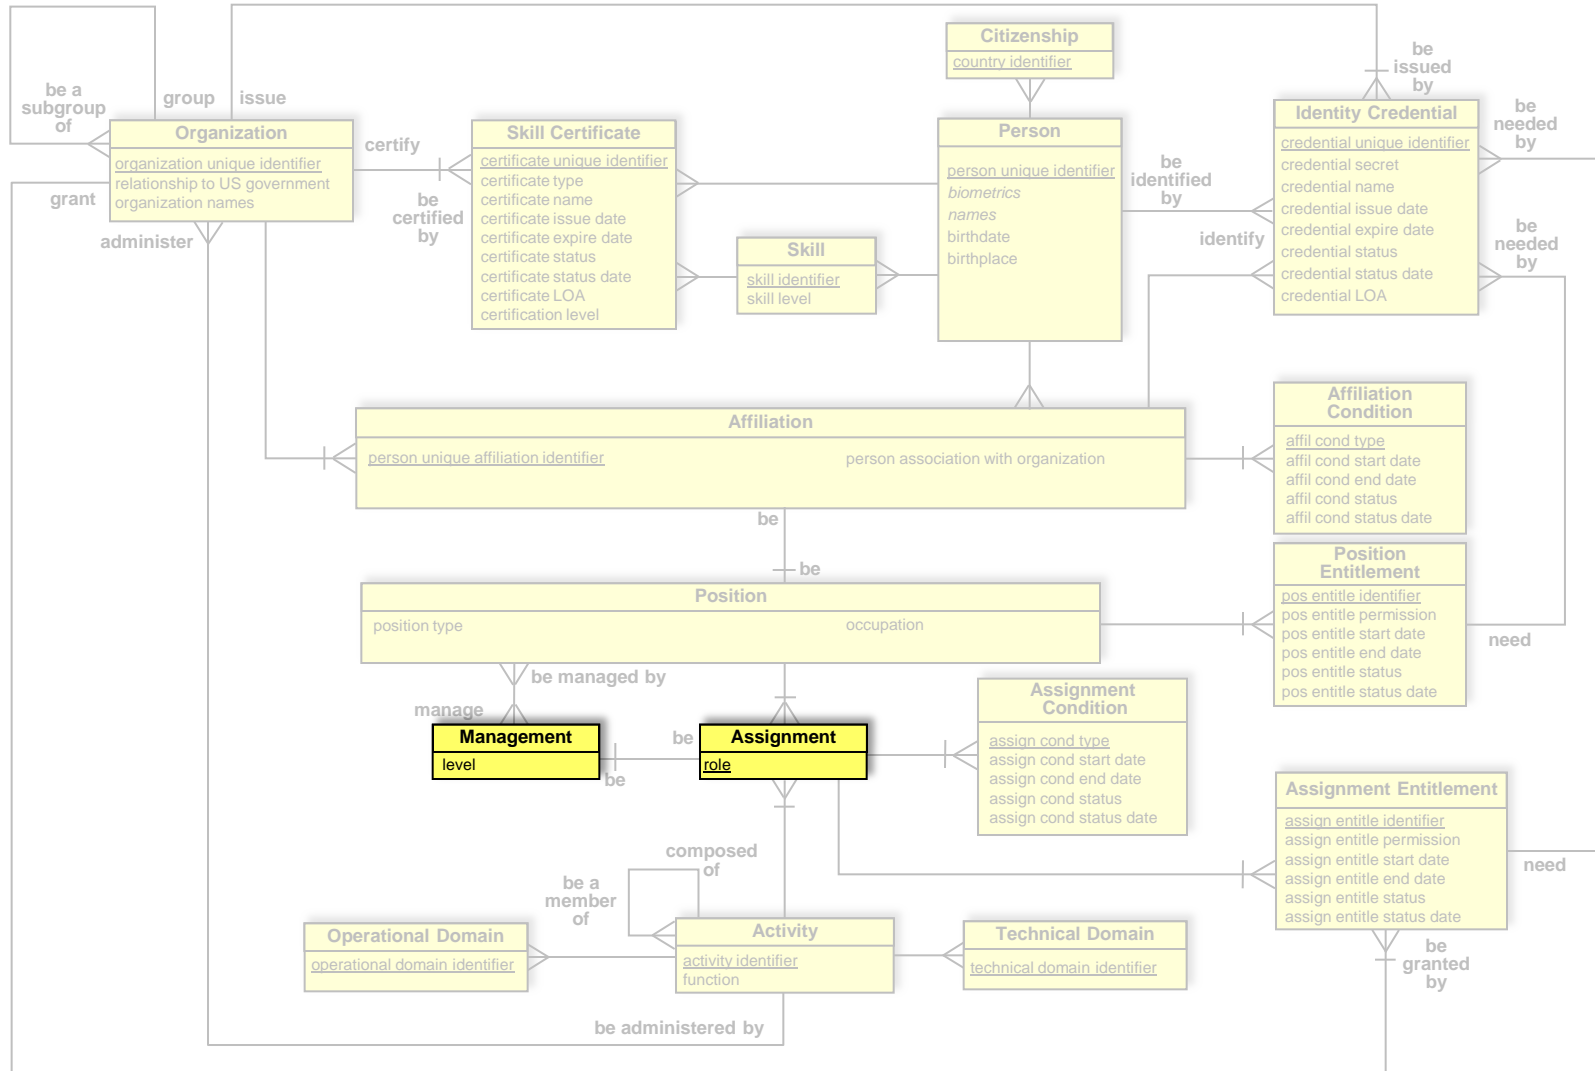 Citizenship
country identifier
be
issued
by
be a
subgroup
of
group
issue
Organization
organization unique identifier
relationship to US government
organization names
certify
be
certified
by
grant
administer
Skill Certificate
certificate unique identifier
certificate type
certificate name
certificate issue date
certificate expire date
certificate status
certificate status date
certificate LOA
certification level
Skill
skill identifier
skill level
Person
person unique identifier
biometrics
names
birthdate
birthplace
be
identified
by
identify
Identity Credential
credential unique identifier
credential secret
credential name
credential issue date
credential expire date
credential status
credential status date
credential LOA
be
needed
by
be
needed
by
Affiliation
person unique affiliation identifier
person association with organization
Affiliation
Condition
affil cond type
affil cond start date
affil cond end date
affil cond status
affil cond status date
be
be
Position
position type
occupation
Position
Entitlement
pos entitle identifier
pos entitle permission
pos entitle start date
pos entitle end date
pos entitle status
pos entitle status date
need
be managed by
manage
Management
level
be
be
Assignment
role
Assignment
Condition
assign cond type
assign cond start date
assign cond end date
assign cond status
assign cond status date
Assignment Entitlement
assign entitle identifier
assign entitle permission
assign entitle start date
assign entitle end date
assign entitle status
assign entitle status date
need
be
granted
by
composed
of
be a
member
of
Operational Domain
operational domain identifier
Activity
activity identifier
function
Technical Domain
technical domain identifier
be administered by